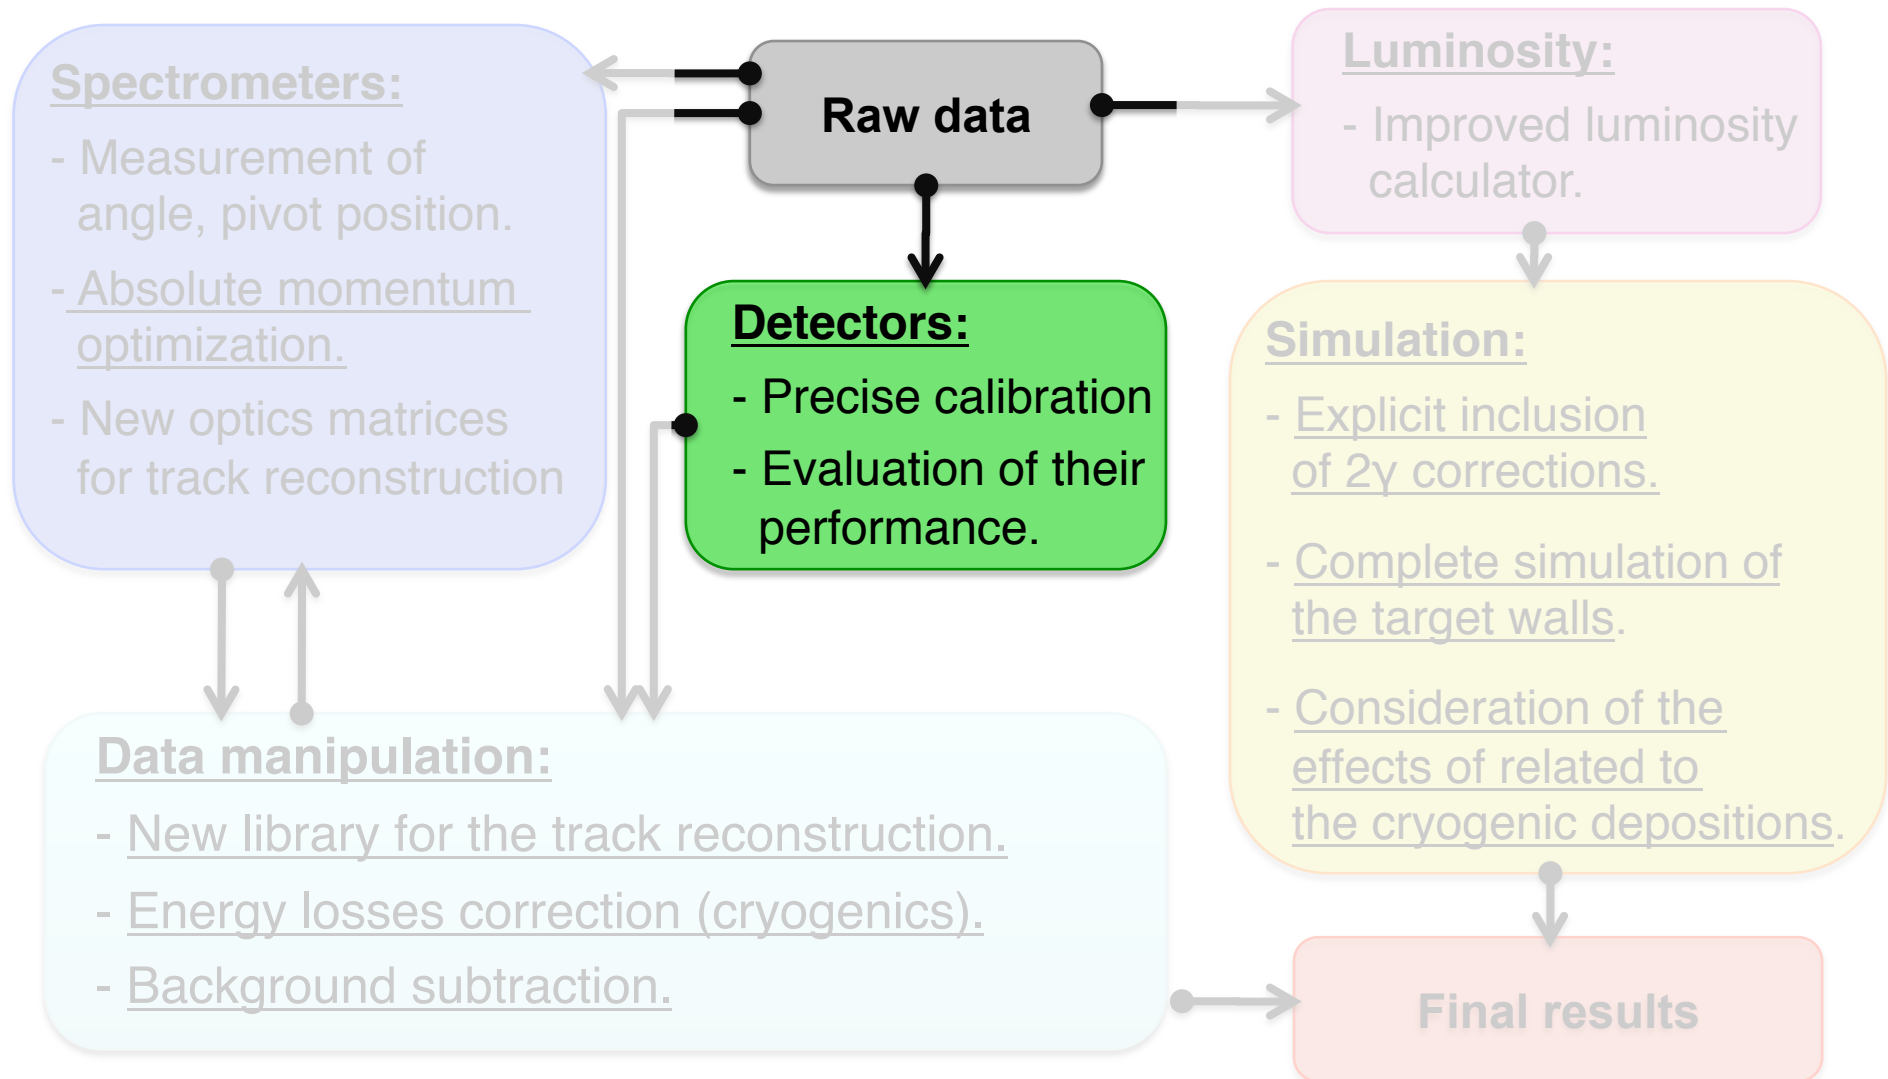 Spectrometers:
- Measurement of
angle, pivot position.
- Absolute momentum
optimization.
- New optics matrices
for track reconstruction
Raw data
Luminosity:
- Improved luminosity
calculator.
Detectors:
- Precise calibration
- Evaluation of their
performance.
Simulation:
- Explicit inclusion
of 2γ corrections.
- Complete simulation of
the target walls.
- Consideration of the
effects of related to
the cryogenic depositions.
Data manipulation:
- New library for the track reconstruction.
- Energy losses correction (cryogenics).
- Background subtraction.
Final results